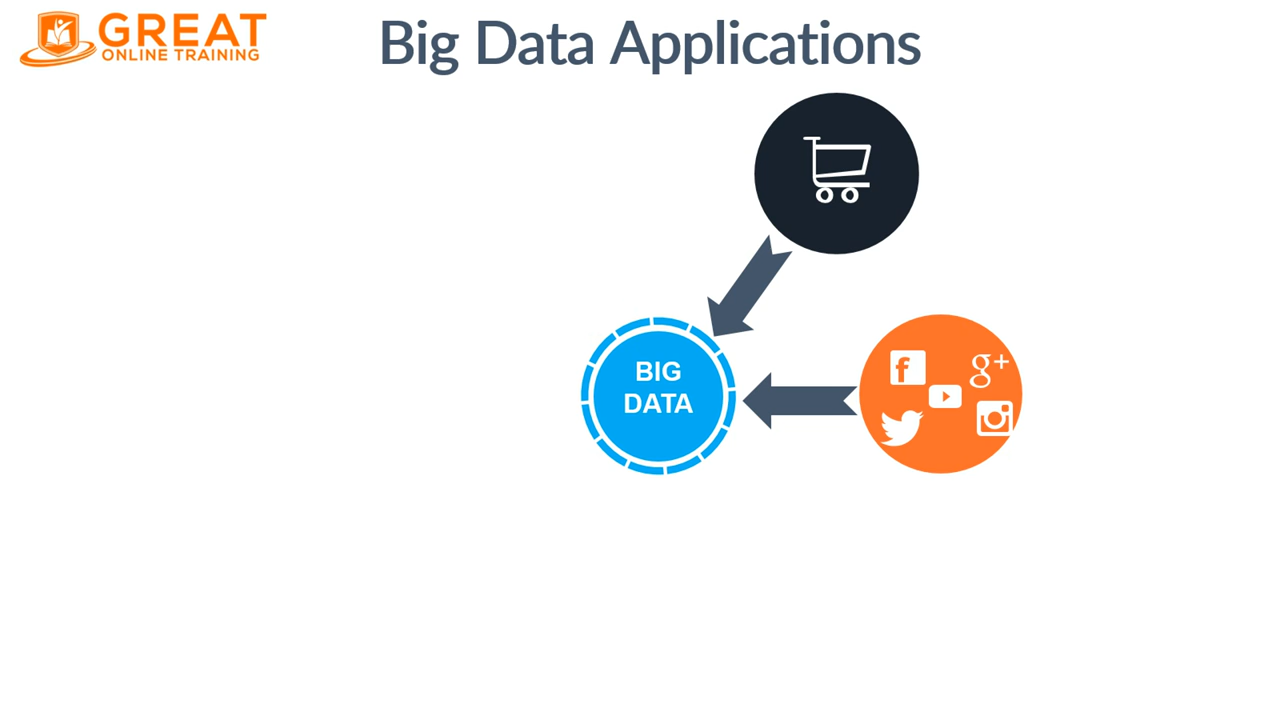 GREAT
ONLINE TRAINING
Big Data Applications
BIG
DATA
f
g+